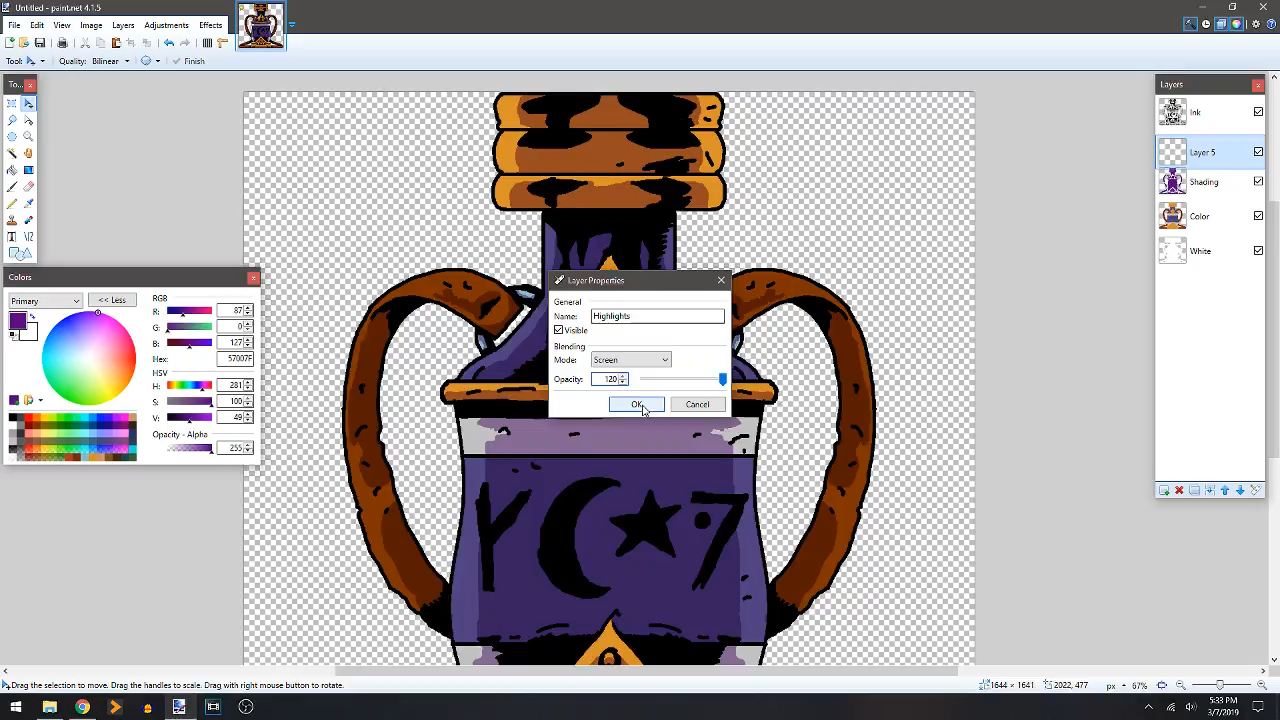 Untitled - paint.net 4.1.5
File Edit View Image Layers Adjustments Effects
Tool: Quality: Bilinear Finish
To...
Layers
Ink
Layer 5
Shading
Color
White
Colors
Primary << Less
RGB
R: 87
G: 0
B: 127
Hex: 57007F
HSV
H: 281
S: 100
V: 49
Opacity - Alpha
255
Layer Properties
General
Name: Highlights
Visible
Blending
Mode: Screen
Opacity: 120
OK Cancel
Drag the selection to move. Drag the handles to scale. Drag with right mouse button to rotate.
1644 × 1641 2022, 477 px 67%
5:33 PM
3/7/2019